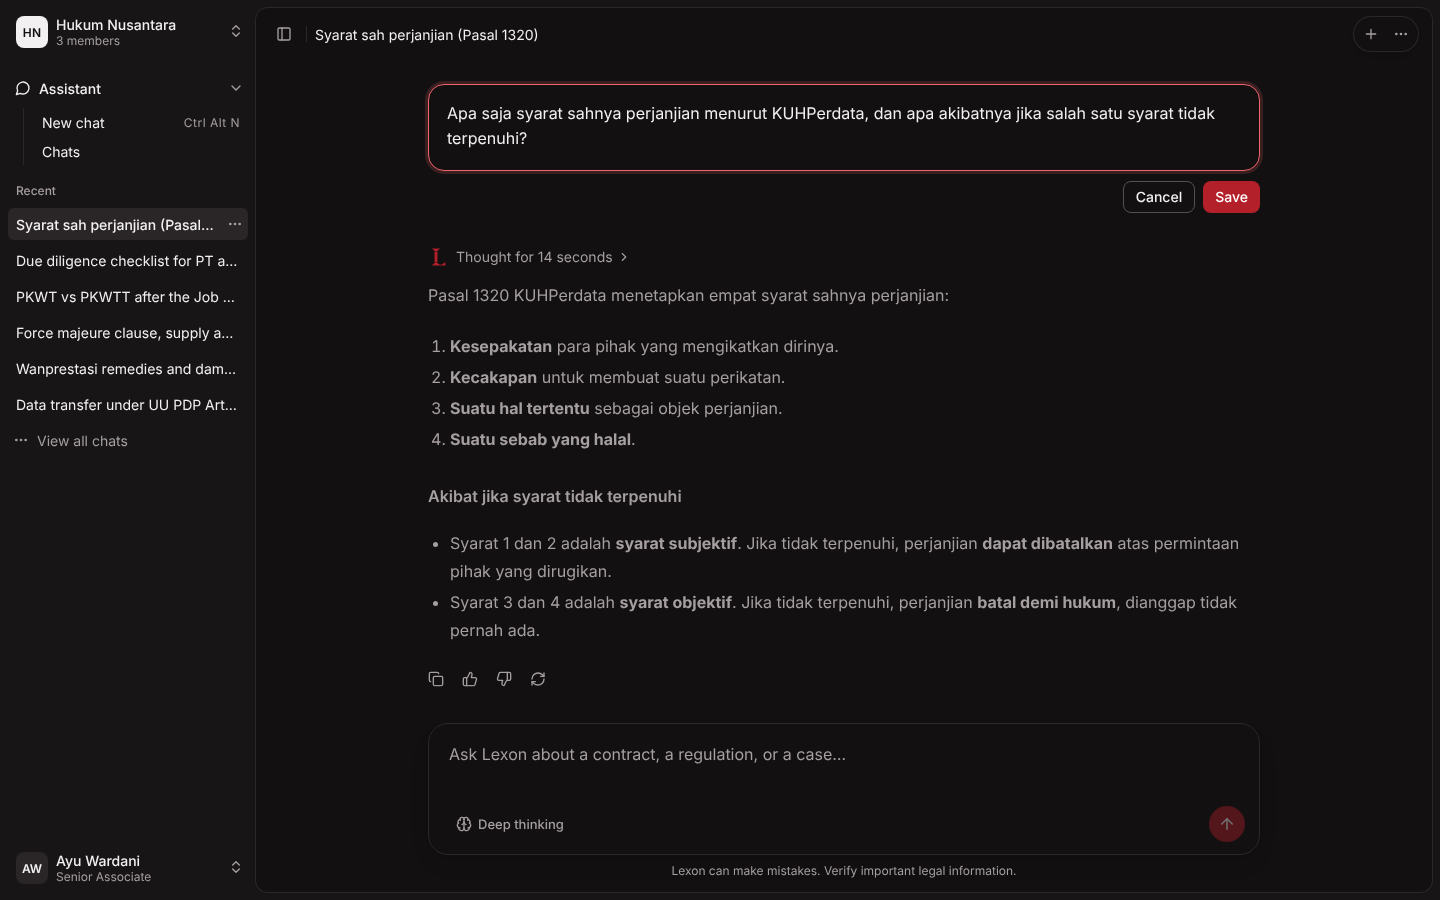 HN
Hukum Nusantara
3 members
Assistant
New chat Ctrl Alt N
Chats
Recent
Syarat sah perjanjian (Pasal...
Due diligence checklist for PT a...
PKWT vs PKWTT after the Job ...
Force majeure clause, supply a...
Wanprestasi remedies and dam...
Data transfer under UU PDP Art...
View all chats
AW
Ayu Wardani
Senior Associate
Syarat sah perjanjian (Pasal 1320)
Apa saja syarat sahnya perjanjian menurut KUHPerdata, dan apa akibatnya jika salah satu syarat tidak
terpenuhi?
Cancel Save
Thought for 14 seconds
Pasal 1320 KUHPerdata menetapkan empat syarat sahnya perjanjian:
1. Kesepakatan para pihak yang mengikatkan dirinya.
2. Kecakapan untuk membuat suatu perikatan.
3. Suatu hal tertentu sebagai objek perjanjian.
4. Suatu sebab yang halal.
Akibat jika syarat tidak terpenuhi
• Syarat 1 dan 2 adalah syarat subjektif. Jika tidak terpenuhi, perjanjian dapat dibatalkan atas permintaan
pihak yang dirugikan.
• Syarat 3 dan 4 adalah syarat objektif. Jika tidak terpenuhi, perjanjian batal demi hukum, dianggap tidak
pernah ada.
Ask Lexon about a contract, a regulation, or a case...
Deep thinking
Lexon can make mistakes. Verify important legal information.